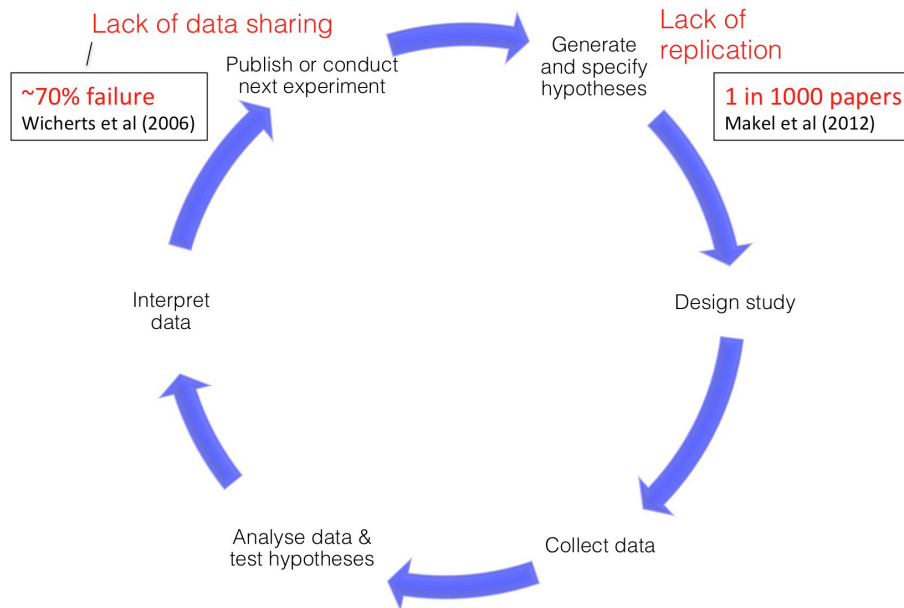 Lack of data sharing
~70% failure
Wicherts et al (2006)
Publish or conduct
next experiment
Generate
and specify
hypotheses
Lack of
replication
1 in 1000 papers
Makel et al (2012)
Design study
Collect data
Analyse data &
test hypotheses
Interpret
data